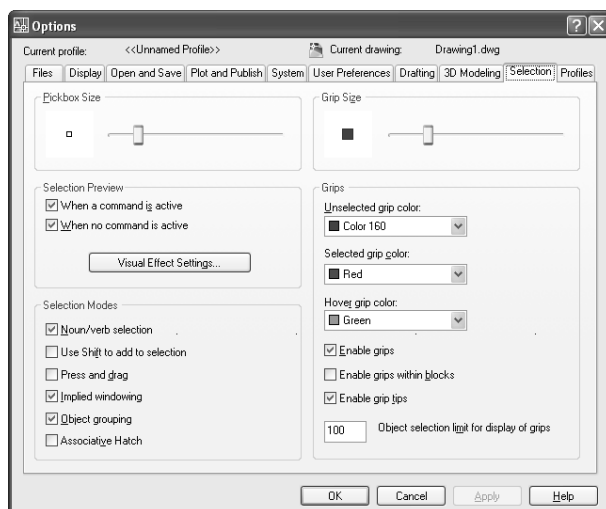 Options
Current profile: <<Unnamed Profile>> Current drawing: Drawing1.dwg
Files Display Open and Save Plot and Publish System User Preferences Drafting 3D Modeling Selection Profiles
Pickbox Size
Grip Size
Selection Preview
When a command is active
When no command is active
Visual Effect Settings...
Selection Modes
Noun/verb selection
Use Shift to add to selection
Press and drag
Implied windowing
Object grouping
Associative Hatch
Grips
Unselected grip color:
Color 160
Selected grip color:
Red
Hover grip color:
Green
Enable grips
Enable grips within blocks
Enable grip tips
100 Object selection limit for display of grips
OK Cancel Apply Help